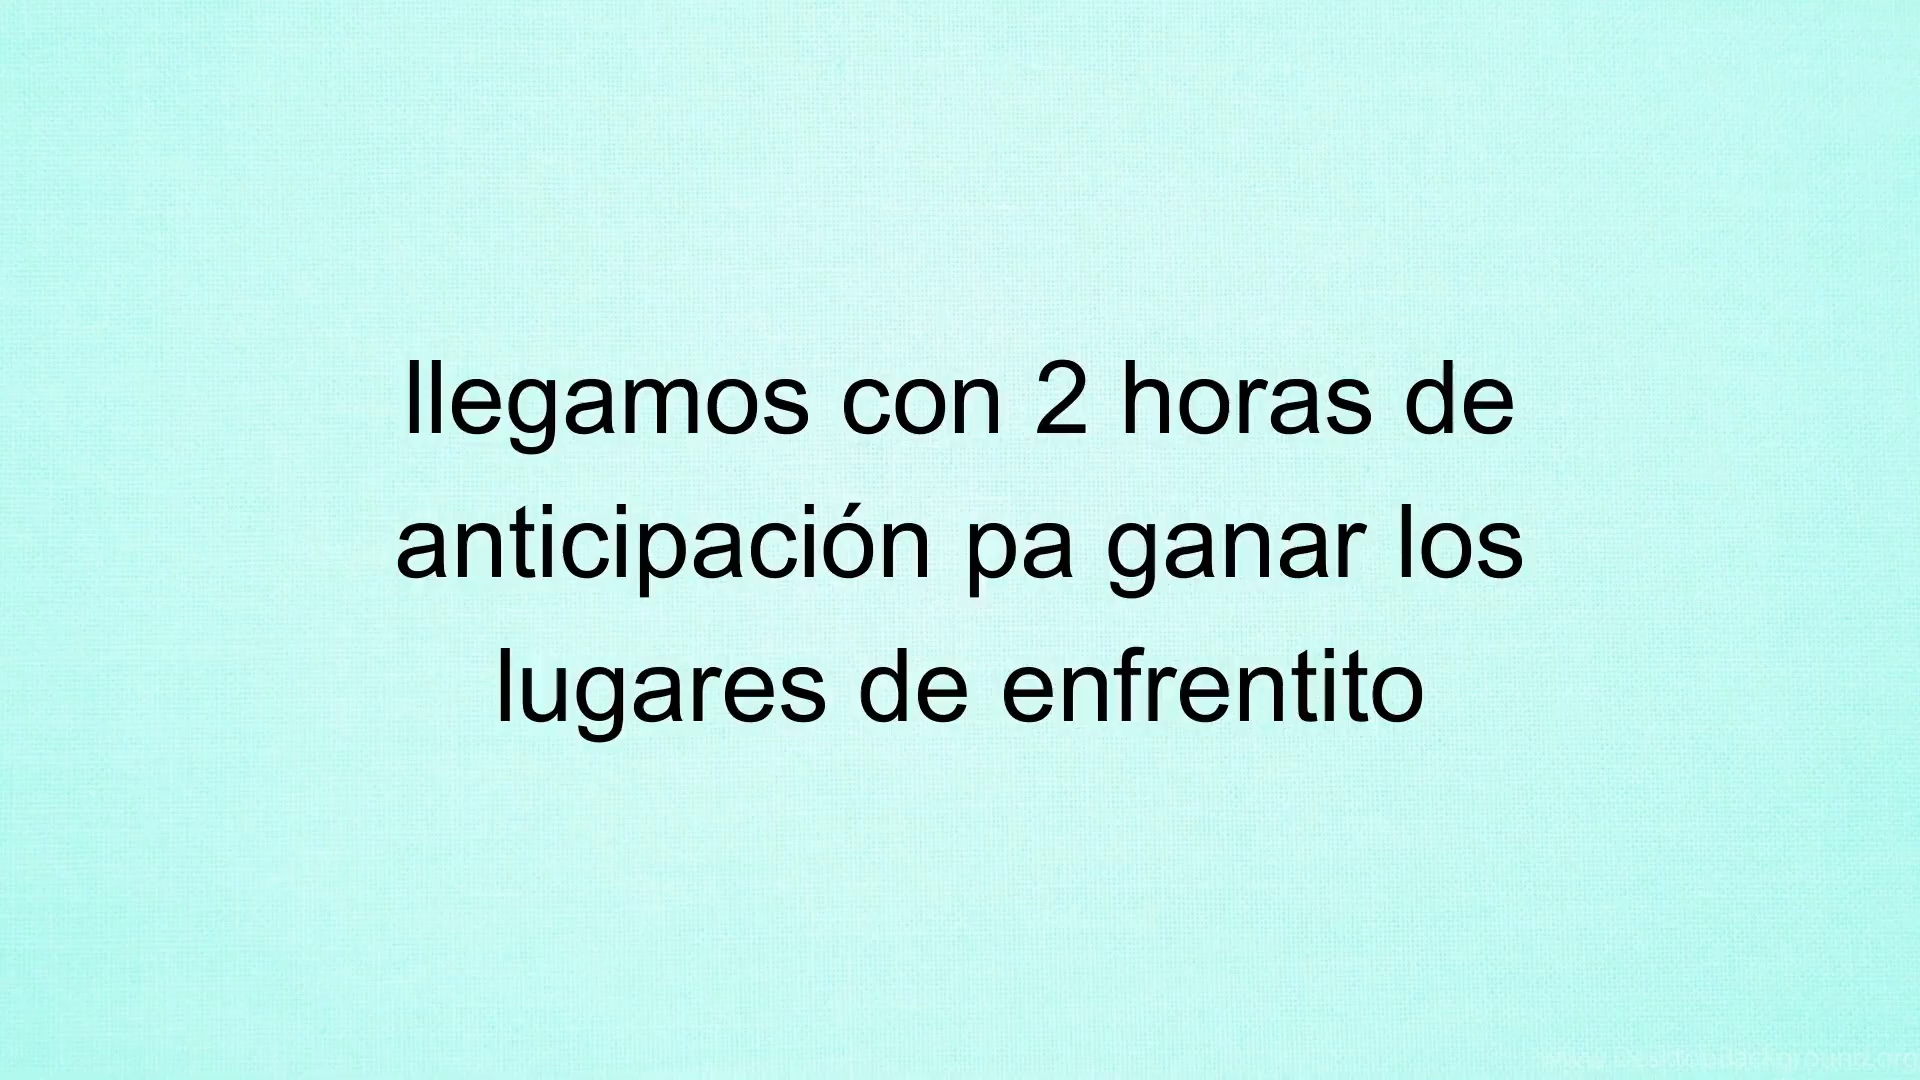 llegamos con 2 horas de
anticipación pa ganar los
lugares de enfrentito